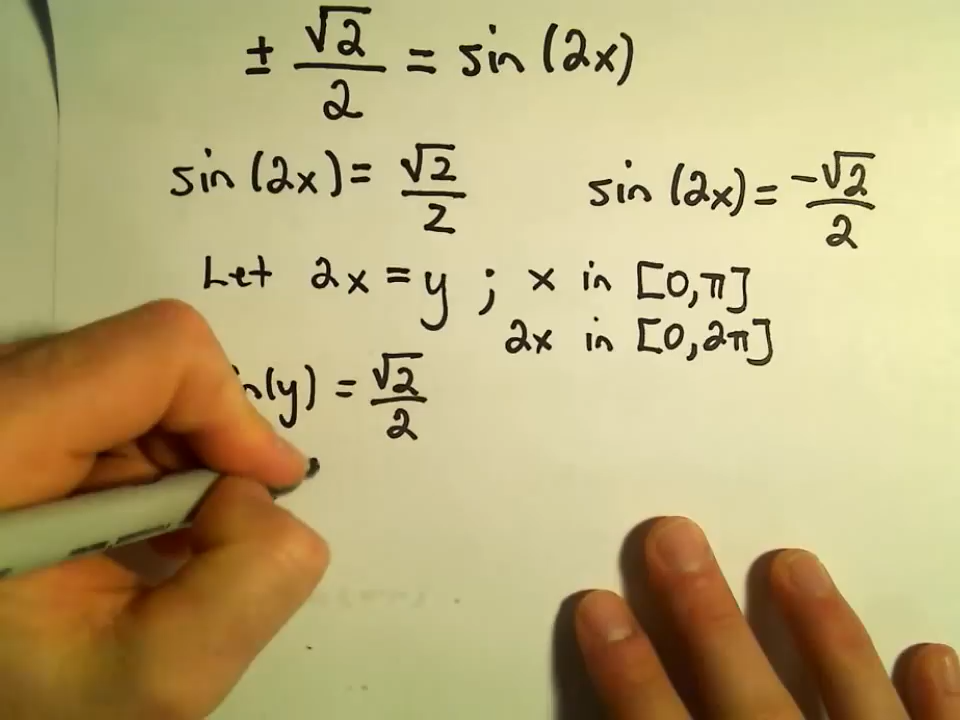 ± √2/2 = sin (2x)
sin (2x) = √2/2 sin (2x) = -√2/2
Let 2x = y ; x in [0,π]
2x in [0,2π]
n(y) = √2/2